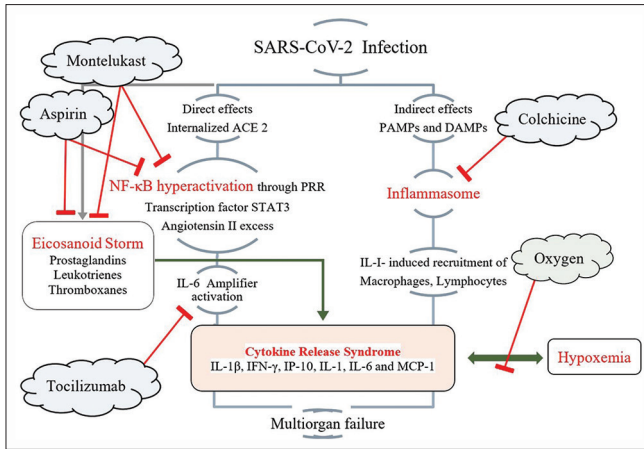 SARS-CoV-2 Infection
Montelukast
Aspirin
Direct effects
Internalized ACE 2
Indirect effects
PAMPs and DAMPs
Colchicine
NF-κB hyperactivation through PRR
Transcription factor STAT3
Angiotensin II excess
Inflammasome
Eicosanoid Storm
Prostaglandins
Leukotrienes
Thromboxanes
IL-6 Amplifier
activation
IL-I- induced recruitment of
Macrophages, Lymphocytes
Oxygen
Cytokine Release Syndrome
IL-1β, IFN-γ, IP-10, IL-1, IL-6 and MCP-1
Hypoxemia
Tocilizumab
Multiorgan failure